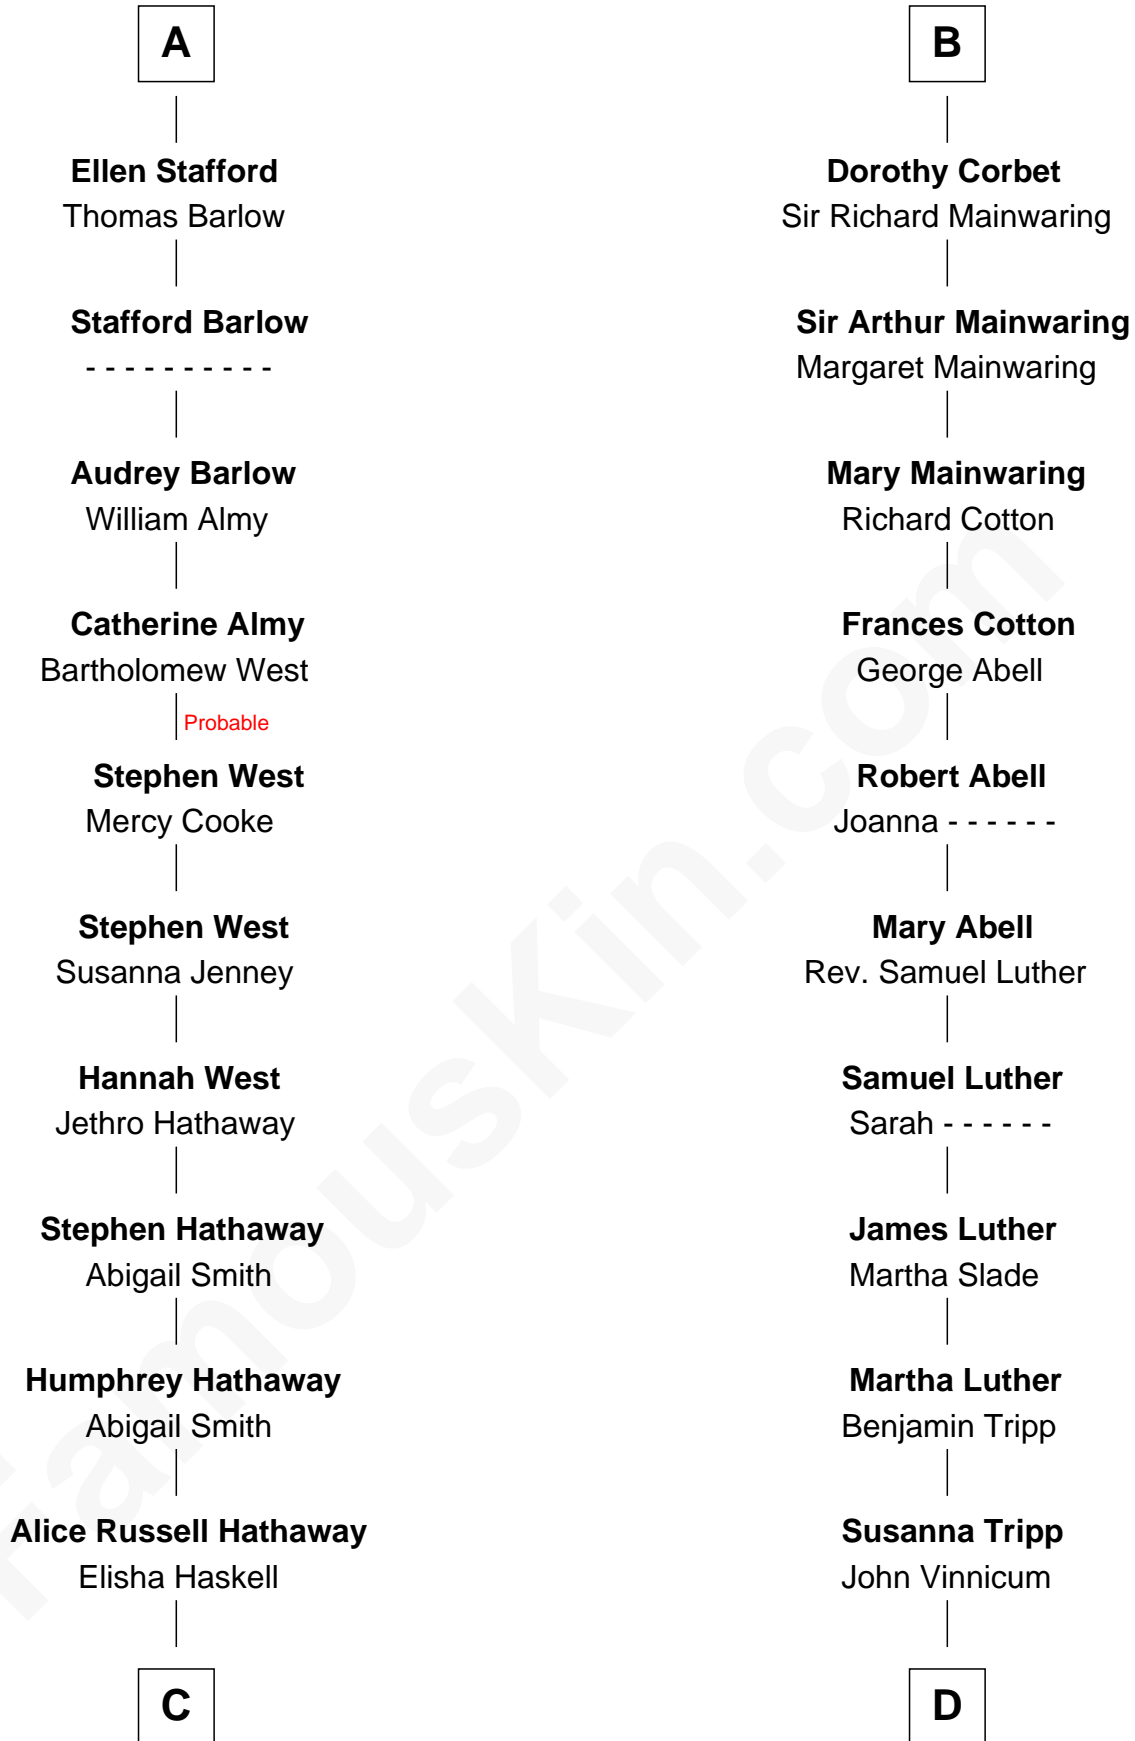 A
Ellen Stafford
Thomas Barlow
Stafford Barlow
- - - - - - - - - -
Audrey Barlow
William Almy
Catherine Almy
Bartholomew West
Probable
Stephen West
Mercy Cooke
Stephen West
Susanna Jenney
Hannah West
Jethro Hathaway
Stephen Hathaway
Abigail Smith
Humphrey Hathaway
Abigail Smith
Alice Russell Hathaway
Elisha Haskell
C
B
Dorothy Corbet
Sir Richard Mainwaring
Sir Arthur Mainwaring
Margaret Mainwaring
Mary Mainwaring
Richard Cotton
Frances Cotton
George Abell
Robert Abell
Joanna - - - - - -
Mary Abell
Rev. Samuel Luther
Samuel Luther
Sarah - - - - - -
James Luther
Martha Slade
Martha Luther
Benjamin Tripp
Susanna Tripp
John Vinnicum
D
FamousKin.com